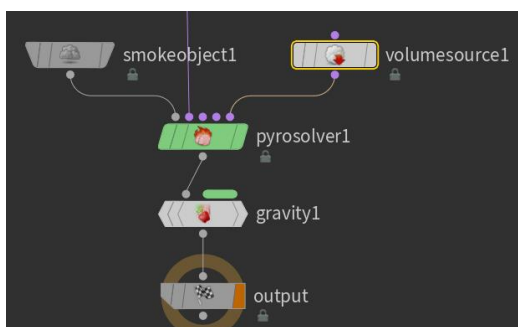 smokeobject1
volumesource1
pyrosolver1
gravity1
output